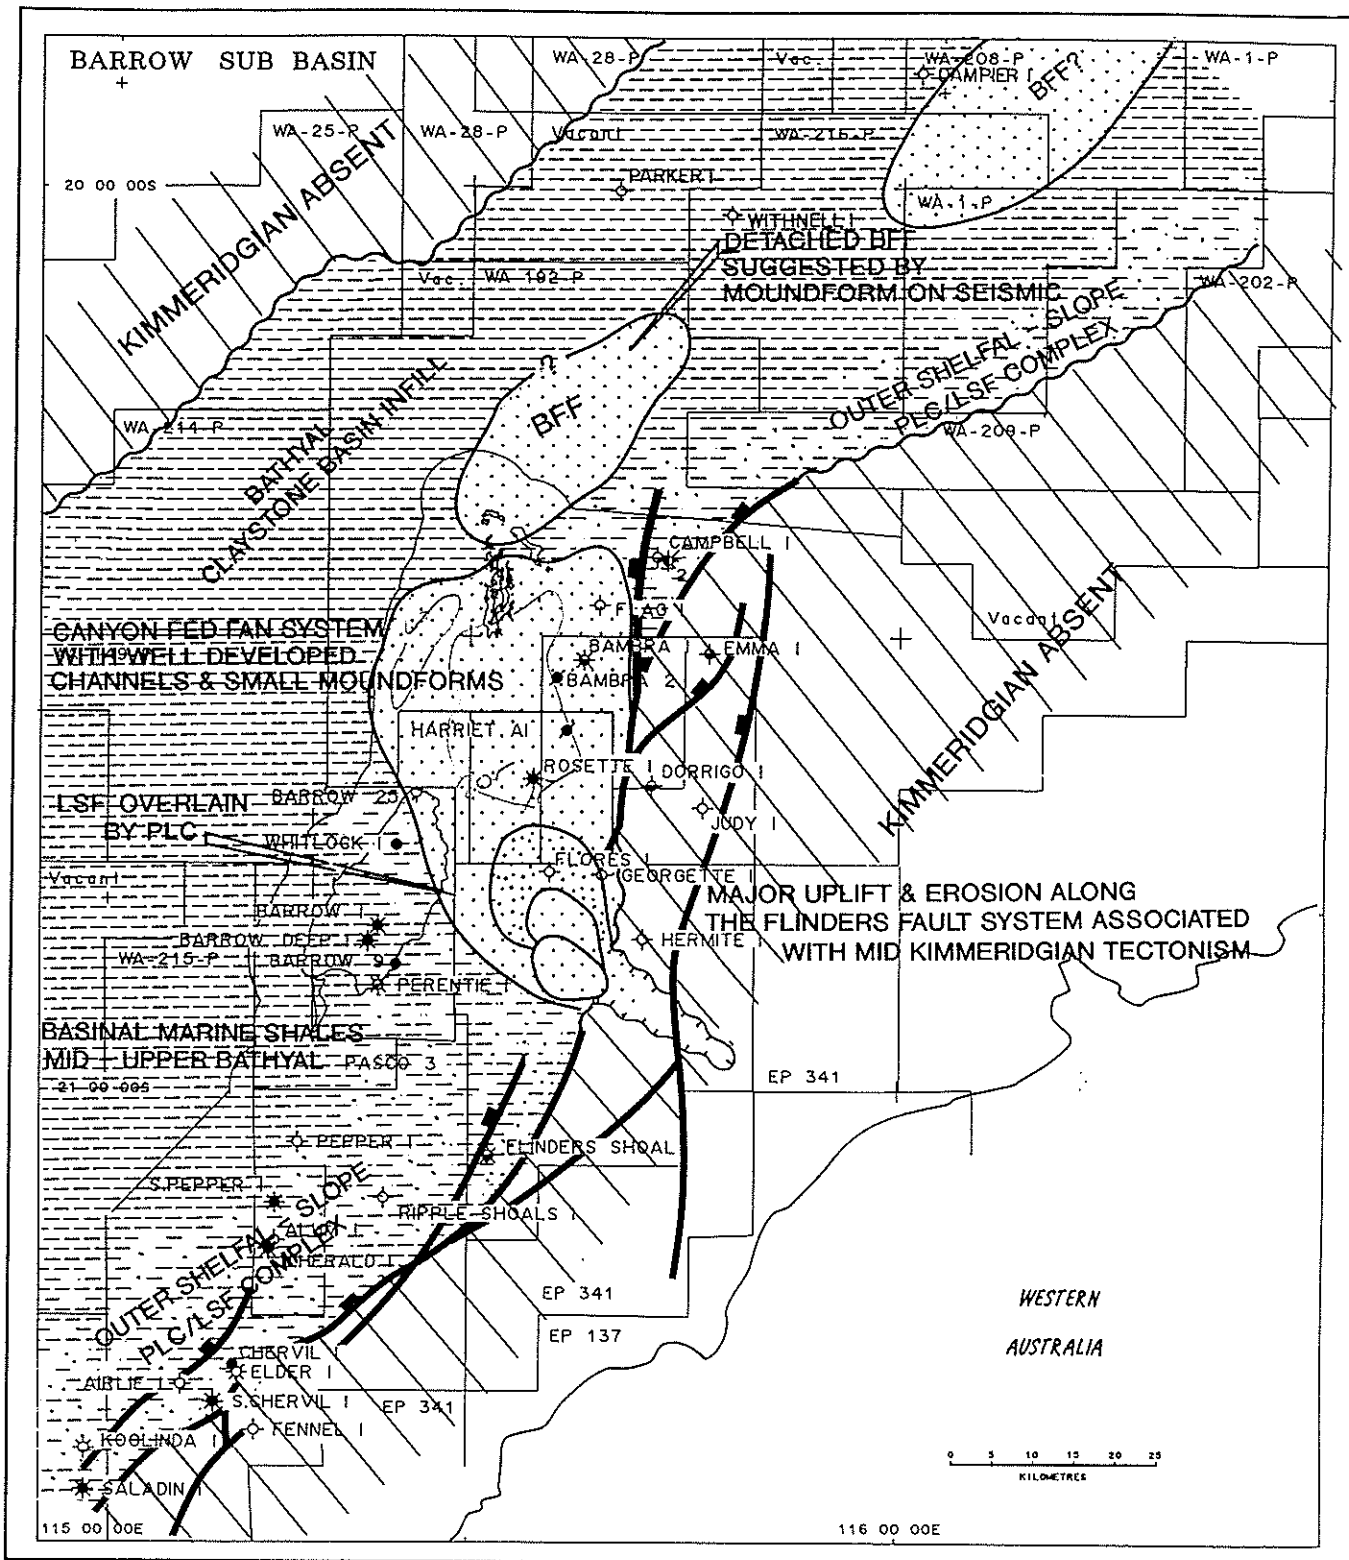 BARROW SUB BASIN
WA-28-P
Vac.
WA-208-P
DAMPIER 1
BFF?
WA-1-P
WA-25-P
WA-28-P
Vacant
WA-216-P
KIMMERIDGIAN ABSENT
20 00 00S
PARKER 1
WA-1-P
WITHNELL 1
DETACHED BFF
SUGGESTED BY
MOUNDFORM ON SEISMIC
Vac.
WA-192-P
WA-202-P
OUTER SHELFAL - SLOPE
PLC/LSF COMPLEX
?
BFF
WA-214-P
WA-209-P
BATHYAL
CLAYSTONE BASIN INFILL
CAMPBELL 1
2
FLAG 1
Vacant
CANYON FED FAN SYSTEM
WITH WELL DEVELOPED
CHANNELS & SMALL MOUNDFORMS
BAMBRA 1
EMMA 1
BAMBRA 2
KIMMERIDGIAN ABSENT
HARRIET A1
ROSETTE 1
DORRIGO 1
LSF OVERLAIN
BY PLC
BARROW 25
JUDY 1
WHITLOCK 1
FLORES 1
GEORGETTE 1
Vacant
MAJOR UPLIFT & EROSION ALONG
THE FLINDERS FAULT SYSTEM ASSOCIATED
WITH MID KIMMERIDGIAN TECTONISM
BARROW 1
BARROW DEEP 1
HERMITE 1
WA-215-P
BARROW 9
PERENTIE 1
BASINAL MARINE SHALES
MID - UPPER BATHYAL
PASCO 3
21 00 00S
EP 341
PEPPER 1
FLINDERS SHOAL
S.PEPPER 1
RIPPLE SHOALS 1
OUTER SHELFAL - SLOPE
PLC/LSF COMPLEX
HERALD 1
EP 341
EP 137
WESTERN
AUSTRALIA
CHERVIL 1
ELDER 1
AIRLIE 1
S.CHERVIL 1
EP 341
FENNEL 1
KOOLINDA 1
SALADIN 1
0 5 10 15 20 25
KILOMETRES
115 00 00E
116 00 00E